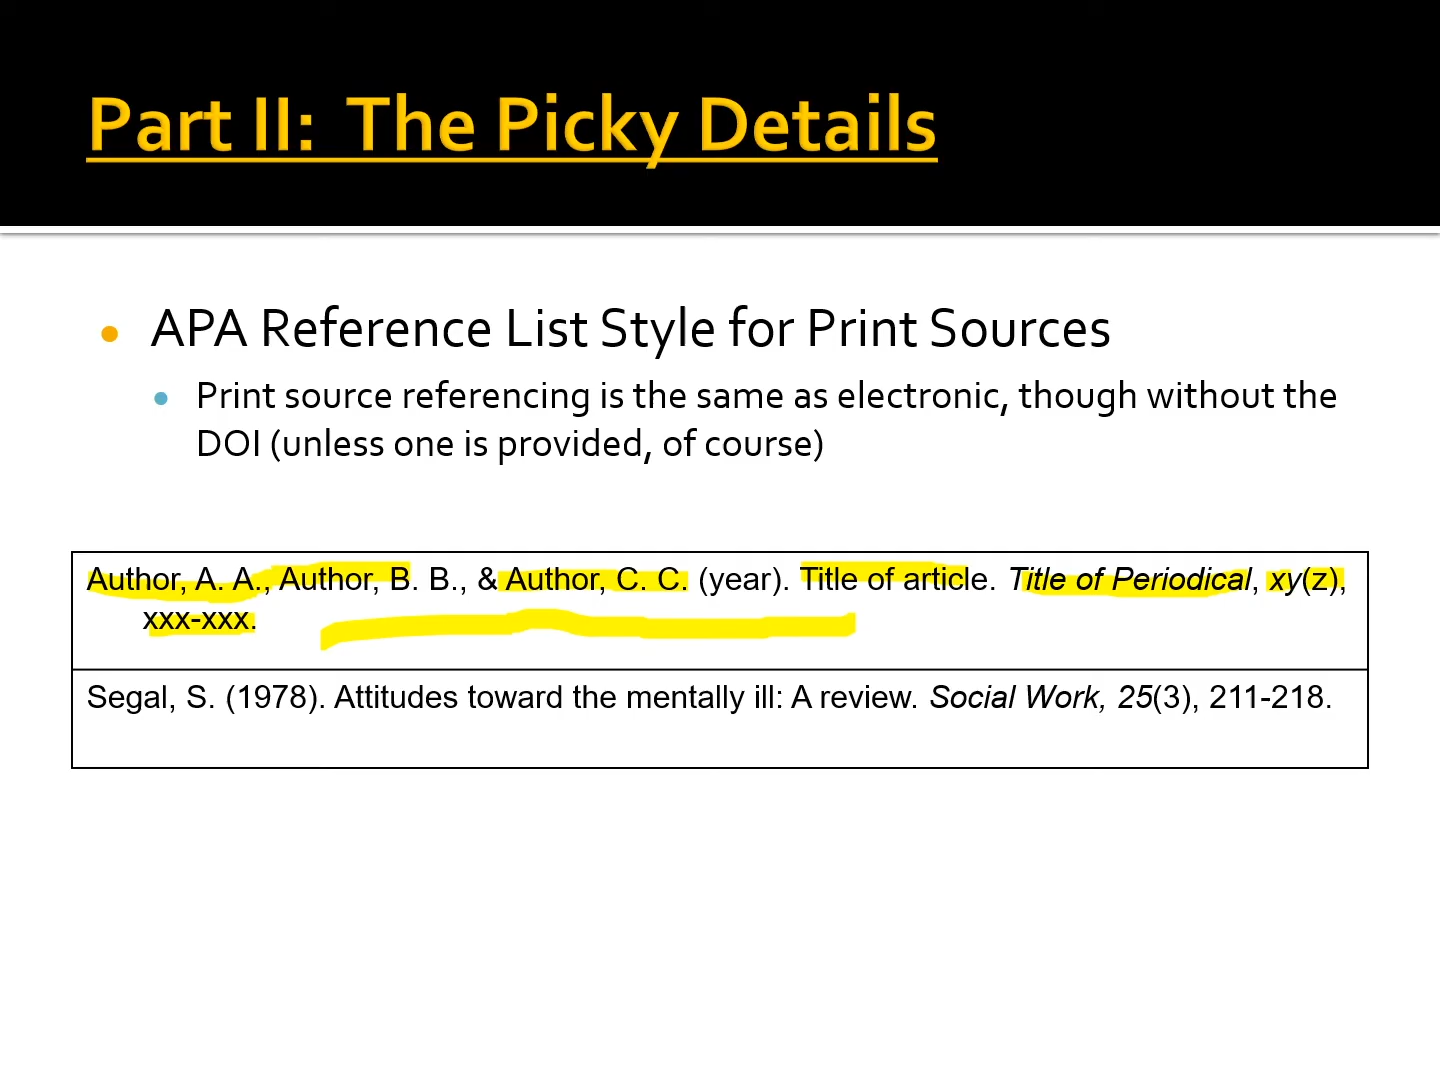 Part II:  The Picky Details
APA Reference List Style for Print Sources
Print source referencing is the same as electronic, though without the
DOI (unless one is provided, of course)
Author, A. A., Author, B. B., & Author, C. C. (year). Title of article. Title of Periodical, xy(z),
xxx-xxx.
Segal, S. (1978). Attitudes toward the mentally ill: A review. Social Work, 25(3), 211-218.